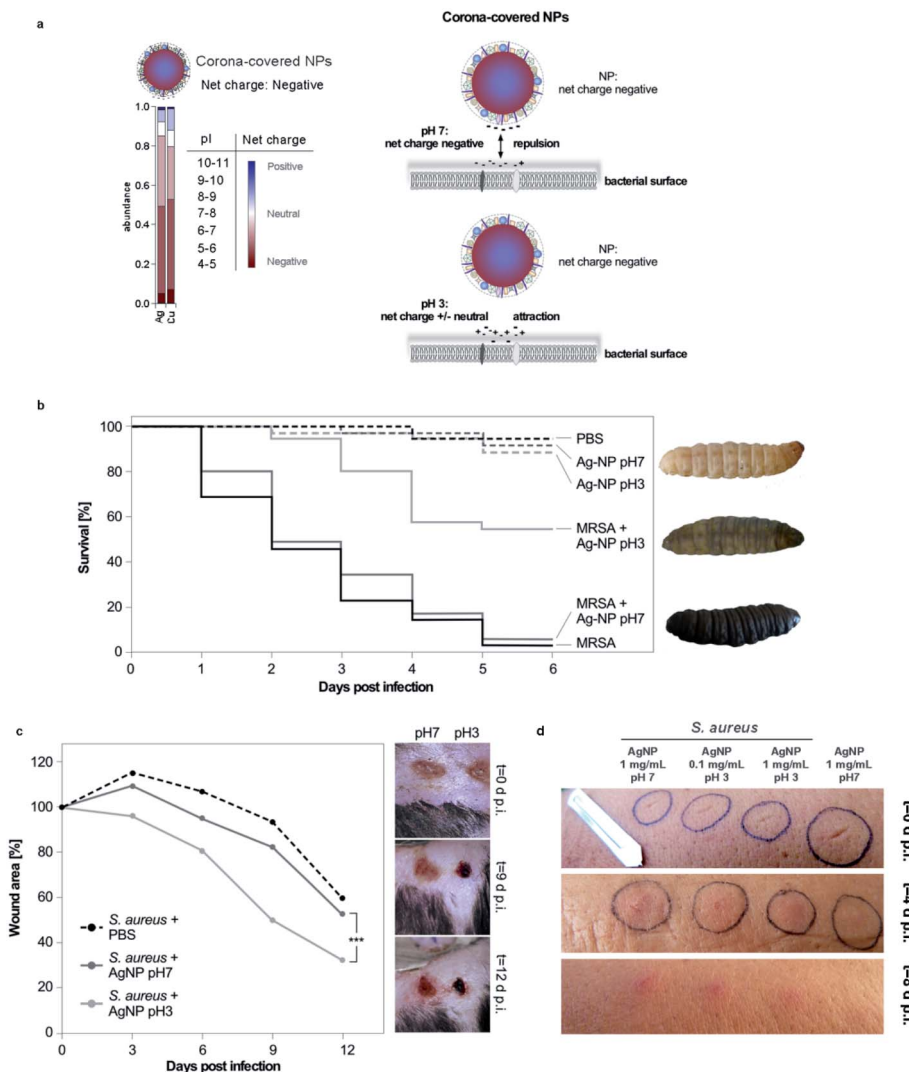 a
Corona-covered NPs
Net charge: Negative
abundance
1.0
0.8
0.6
0.4
0.2
0.0
Ag
Cu
pI Net charge
10-11
9-10
8-9
7-8
6-7
5-6
4-5
Positive
Neutral
Negative
Corona-covered NPs
NP:
net charge negative
pH 7:
net charge negative
repulsion
bacterial surface
NP:
net charge negative
pH 3:
net charge +/- neutral
attraction
bacterial surface
b
Survival [%]
100
80
60
40
20
0
0 1 2 3 4 5 6
Days post infection
PBS
Ag-NP pH7
Ag-NP pH3
MRSA +
Ag-NP pH3
MRSA +
Ag-NP pH7
MRSA
c
Wound area [%]
120
100
80
60
40
20
0
0 3 6 9 12
Days post infection
S. aureus +
PBS
S. aureus +
AgNP pH7
S. aureus +
AgNP pH3
***
pH7 pH3
t=0 d p.i.
t=9 d p.i.
t=12 d p.i.
d
S. aureus
AgNP
1 mg/mL
pH 7
AgNP
0.1 mg/mL
pH 3
AgNP
1 mg/mL
pH 3
AgNP
1 mg/mL
pH7
t=0 d p.i.
t=4 d p.i.
t=8 d p.i.